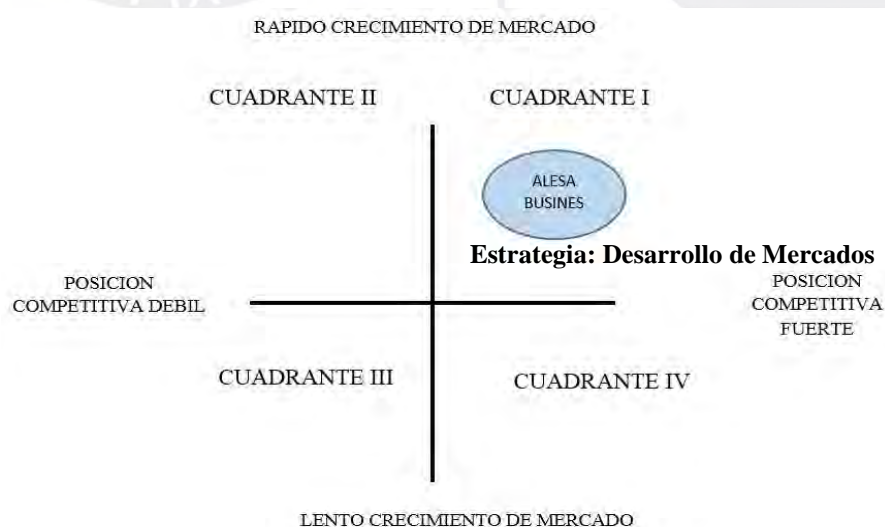 RAPIDO CRECIMIENTO DE MERCADO
CUADRANTE II
CUADRANTE I
ALESA
BUSINES
Estrategia: Desarrollo de Mercados
POSICION
COMPETITIVA DEBIL
POSICION
COMPETITIVA
FUERTE
CUADRANTE III
CUADRANTE IV
LENTO CRECIMIENTO DE MERCADO